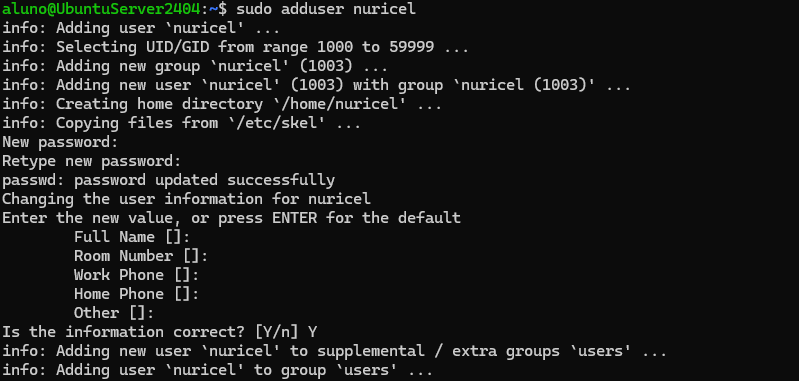 aluno@UbuntuServer2404:~$ sudo adduser nuricel
info: Adding user `nuricel' ...
info: Selecting UID/GID from range 1000 to 59999 ...
info: Adding new group `nuricel' (1003) ...
info: Adding new user `nuricel' (1003) with group `nuricel (1003)' ...
info: Creating home directory `/home/nuricel' ...
info: Copying files from `/etc/skel' ...
New password:
Retype new password:
passwd: password updated successfully
Changing the user information for nuricel
Enter the new value, or press ENTER for the default
        Full Name []:
        Room Number []:
        Work Phone []:
        Home Phone []:
        Other []:
Is the information correct? [Y/n] Y
info: Adding new user `nuricel' to supplemental / extra groups `users' ...
info: Adding user `nuricel' to group `users' ...